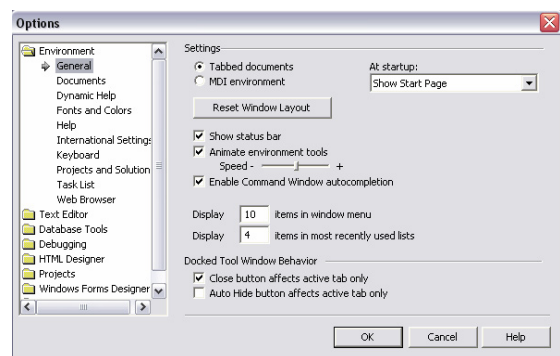 Options
Environment
General
Documents
Dynamic Help
Fonts and Colors
Help
International Settings
Keyboard
Projects and Solution
Task List
Web Browser
Text Editor
Database Tools
Debugging
HTML Designer
Projects
Windows Forms Designer
Settings
Tabbed documents
MDI environment
At startup:
Show Start Page
Reset Window Layout
Show status bar
Animate environment tools
Speed - +
Enable Command Window autocompletion
Display 10 items in window menu
Display 4 items in most recently used lists
Docked Tool Window Behavior
Close button affects active tab only
Auto Hide button affects active tab only
OK Cancel Help